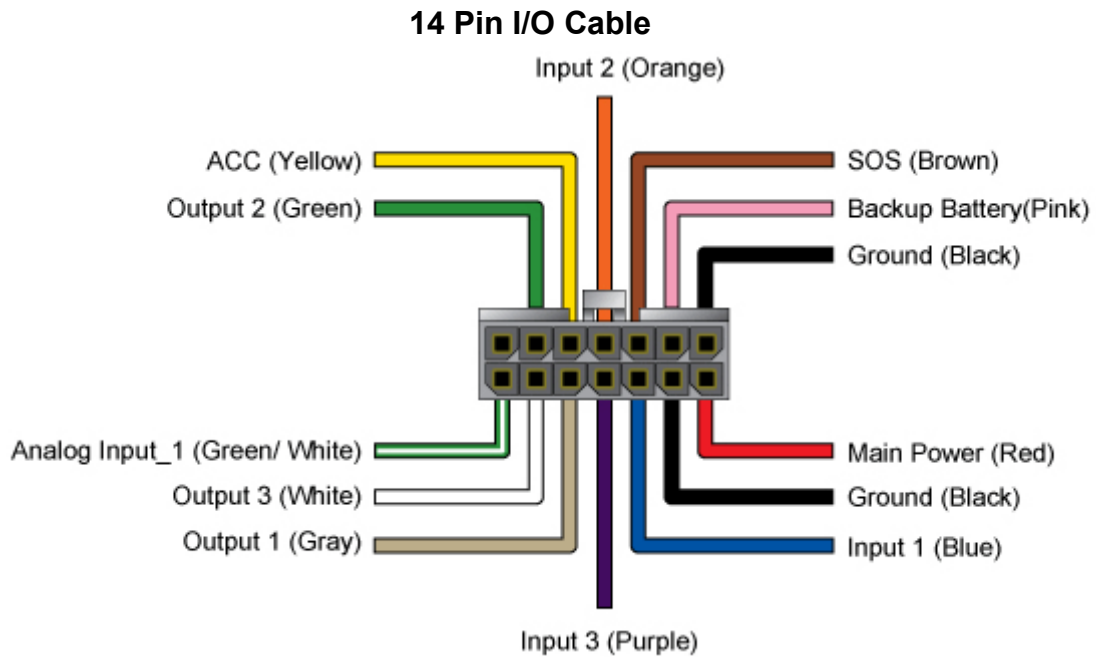 14 Pin I/O Cable
Input 2 (Orange)
ACC (Yellow)
SOS (Brown)
Output 2 (Green)
Backup Battery(Pink)
Ground (Black)
Analog Input_1 (Green/ White)
Main Power (Red)
Output 3 (White)
Ground (Black)
Output 1 (Gray)
Input 1 (Blue)
Input 3 (Purple)